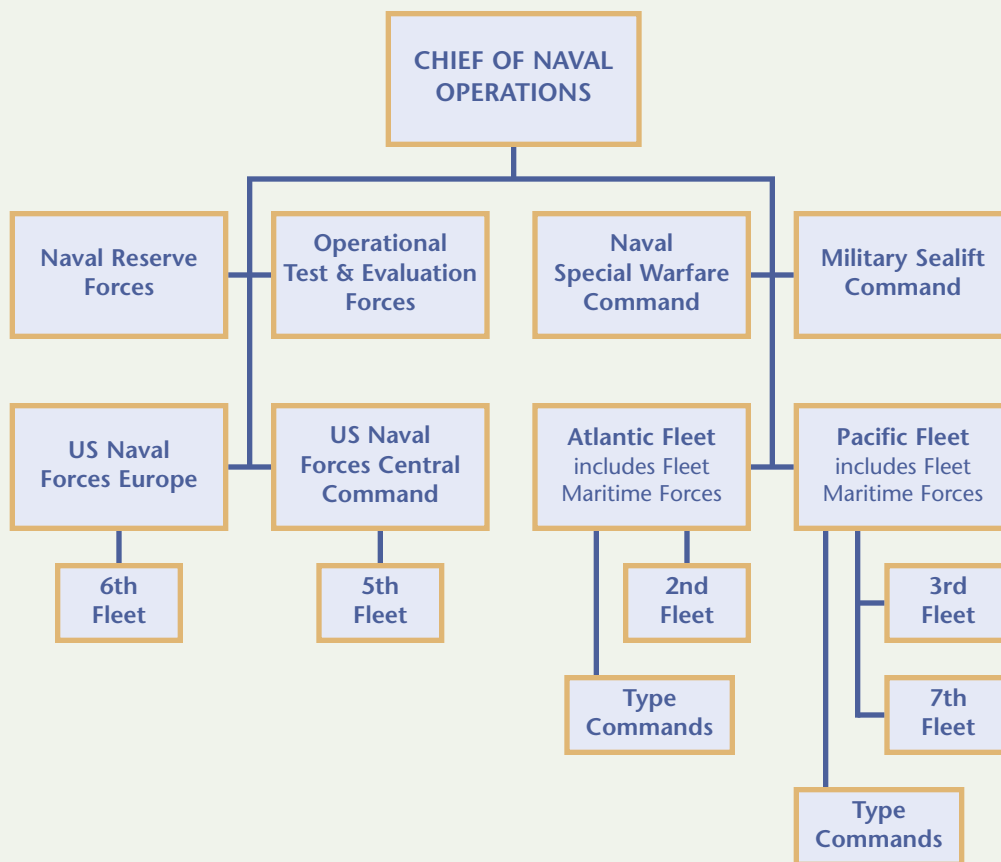 CHIEF OF NAVAL
OPERATIONS
Naval Reserve
Forces
Operational
Test & Evaluation
Forces
Naval
Special Warfare
Command
Military Sealift
Command
US Naval
Forces Europe
US Naval
Forces Central
Command
Atlantic Fleet
includes Fleet
Maritime Forces
Pacific Fleet
includes Fleet
Maritime Forces
6th
Fleet
5th
Fleet
2nd
Fleet
3rd
Fleet
Type
Commands
7th
Fleet
Type
Commands